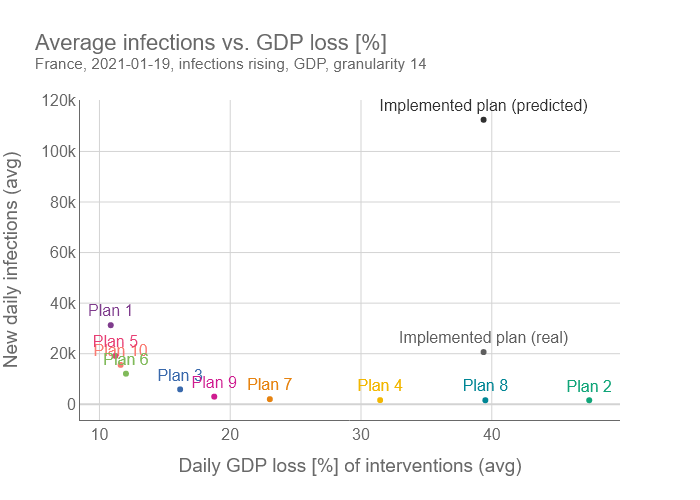 Average infections vs. GDP loss [%]
France, 2021-01-19, infections rising, GDP, granularity 14
120k
Implemented plan (predicted)
100k
80k
60k
40k
Plan 1
Implemented plan (real)
Plan 5
Plan 10
20k
Plan 6
Plan 3
Plan 9
Plan 7
Plan 4
Plan 8
Plan 2
0
10
20
30
40
New daily infections (avg)
Daily GDP loss [%] of interventions (avg)